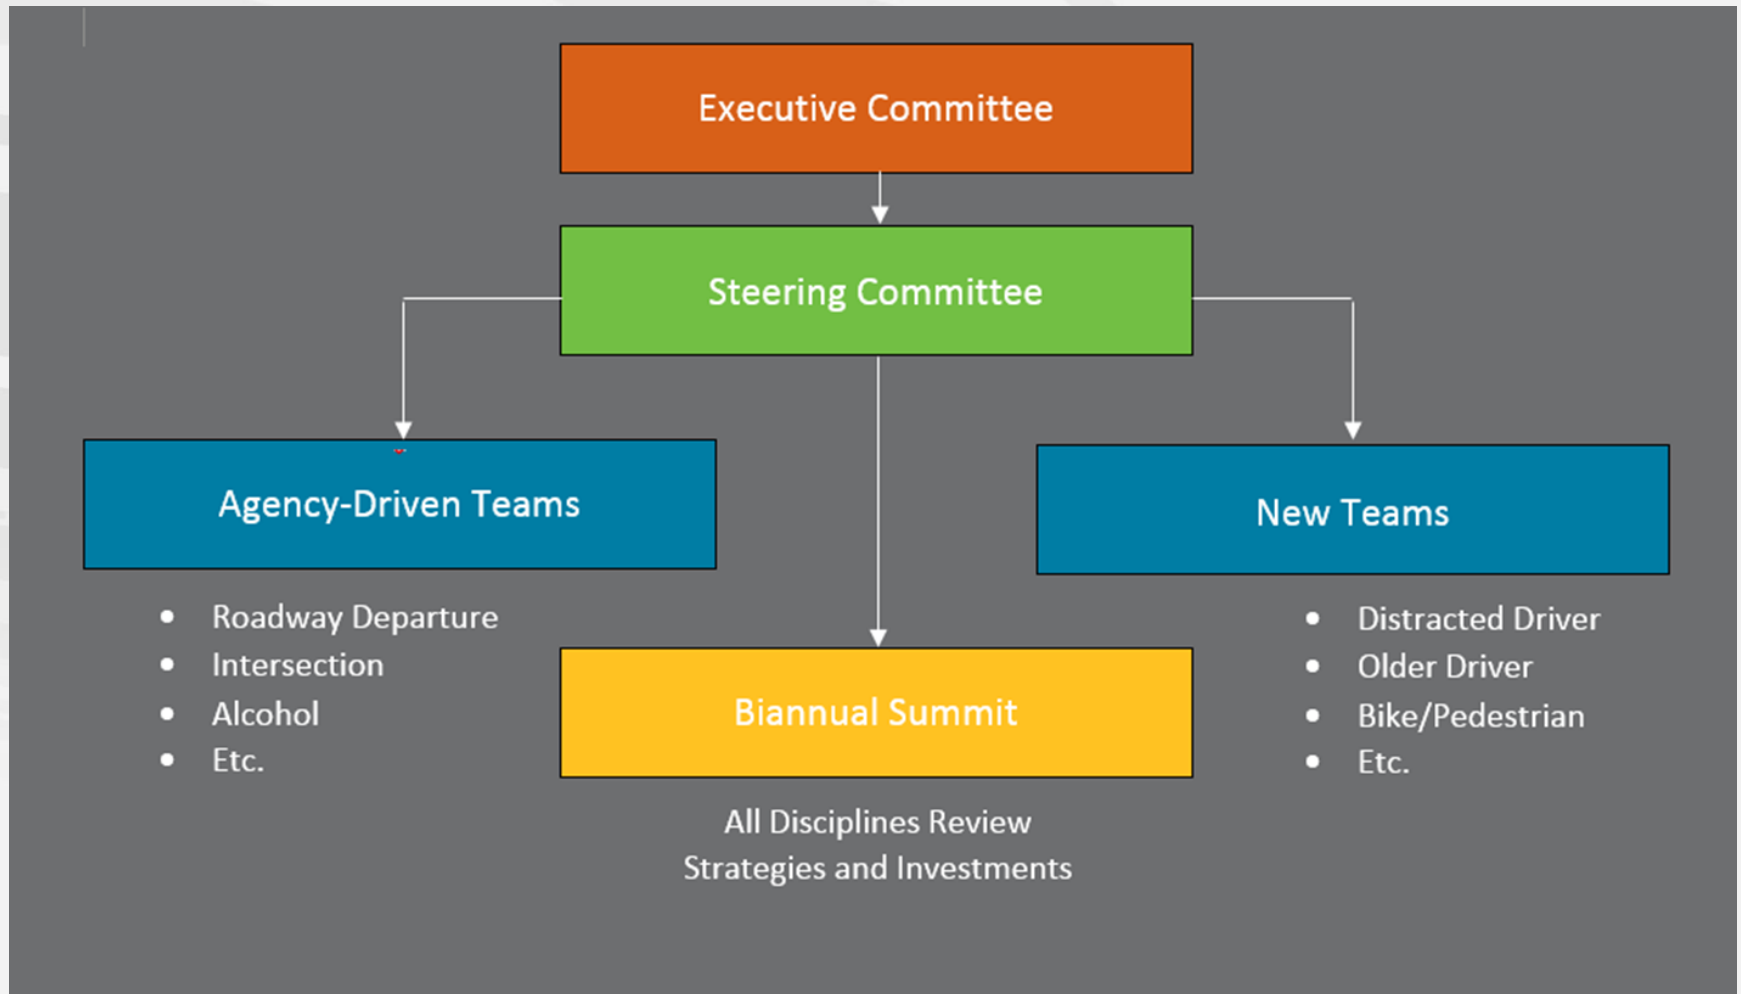 Executive Committee
Steering Committee
Agency-Driven Teams
• Roadway Departure
• Intersection
• Alcohol
• Etc.
New Teams
• Distracted Driver
• Older Driver
• Bike/Pedestrian
• Etc.
Biannual Summit
All Disciplines Review
Strategies and Investments